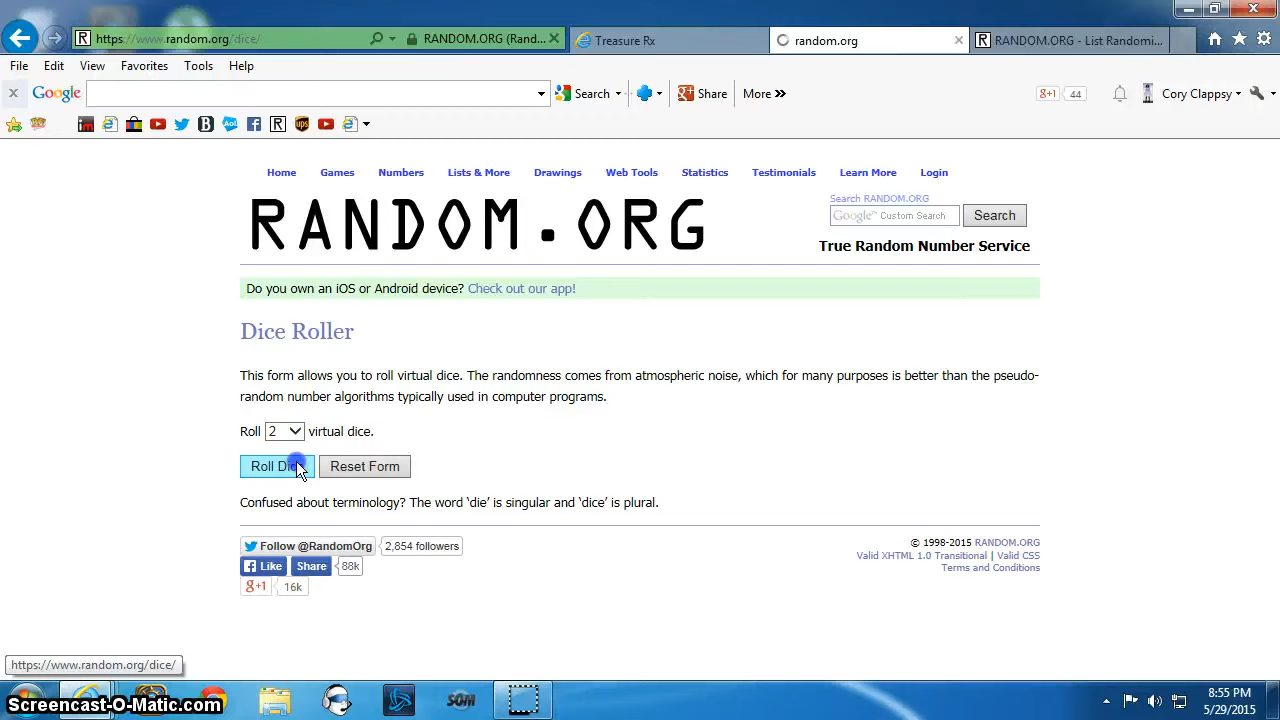 https://www.random.org/dice/
RANDOM.ORG (Rand...
Treasure Rx
random.org
RANDOM.ORG - List Randomi...
File Edit View Favorites Tools Help
Google
Search
Share
More »
+1 44
Cory Clappsy
Home Games Numbers Lists & More Drawings Web Tools Statistics Testimonials Learn More Login
RANDOM.ORG
Search RANDOM.ORG
Google™ Custom Search
Search
True Random Number Service
Do you own an iOS or Android device? Check out our app!
Dice Roller
This form allows you to roll virtual dice. The randomness comes from atmospheric noise, which for many purposes is better than the pseudo-
random number algorithms typically used in computer programs.
Roll 2 virtual dice.
Reset Form
Confused about terminology? The word ‘die’ is singular and ‘dice’ is plural.
Follow @RandomOrg 2,854 followers
Like Share 88k
g+1 16k
© 1998-2015 RANDOM.ORG
Valid XHTML 1.0 Transitional | Valid CSS
Terms and Conditions
https://www.random.org/dice/
Screencast-O-Matic.com
SOM
8:55 PM
5/29/2015